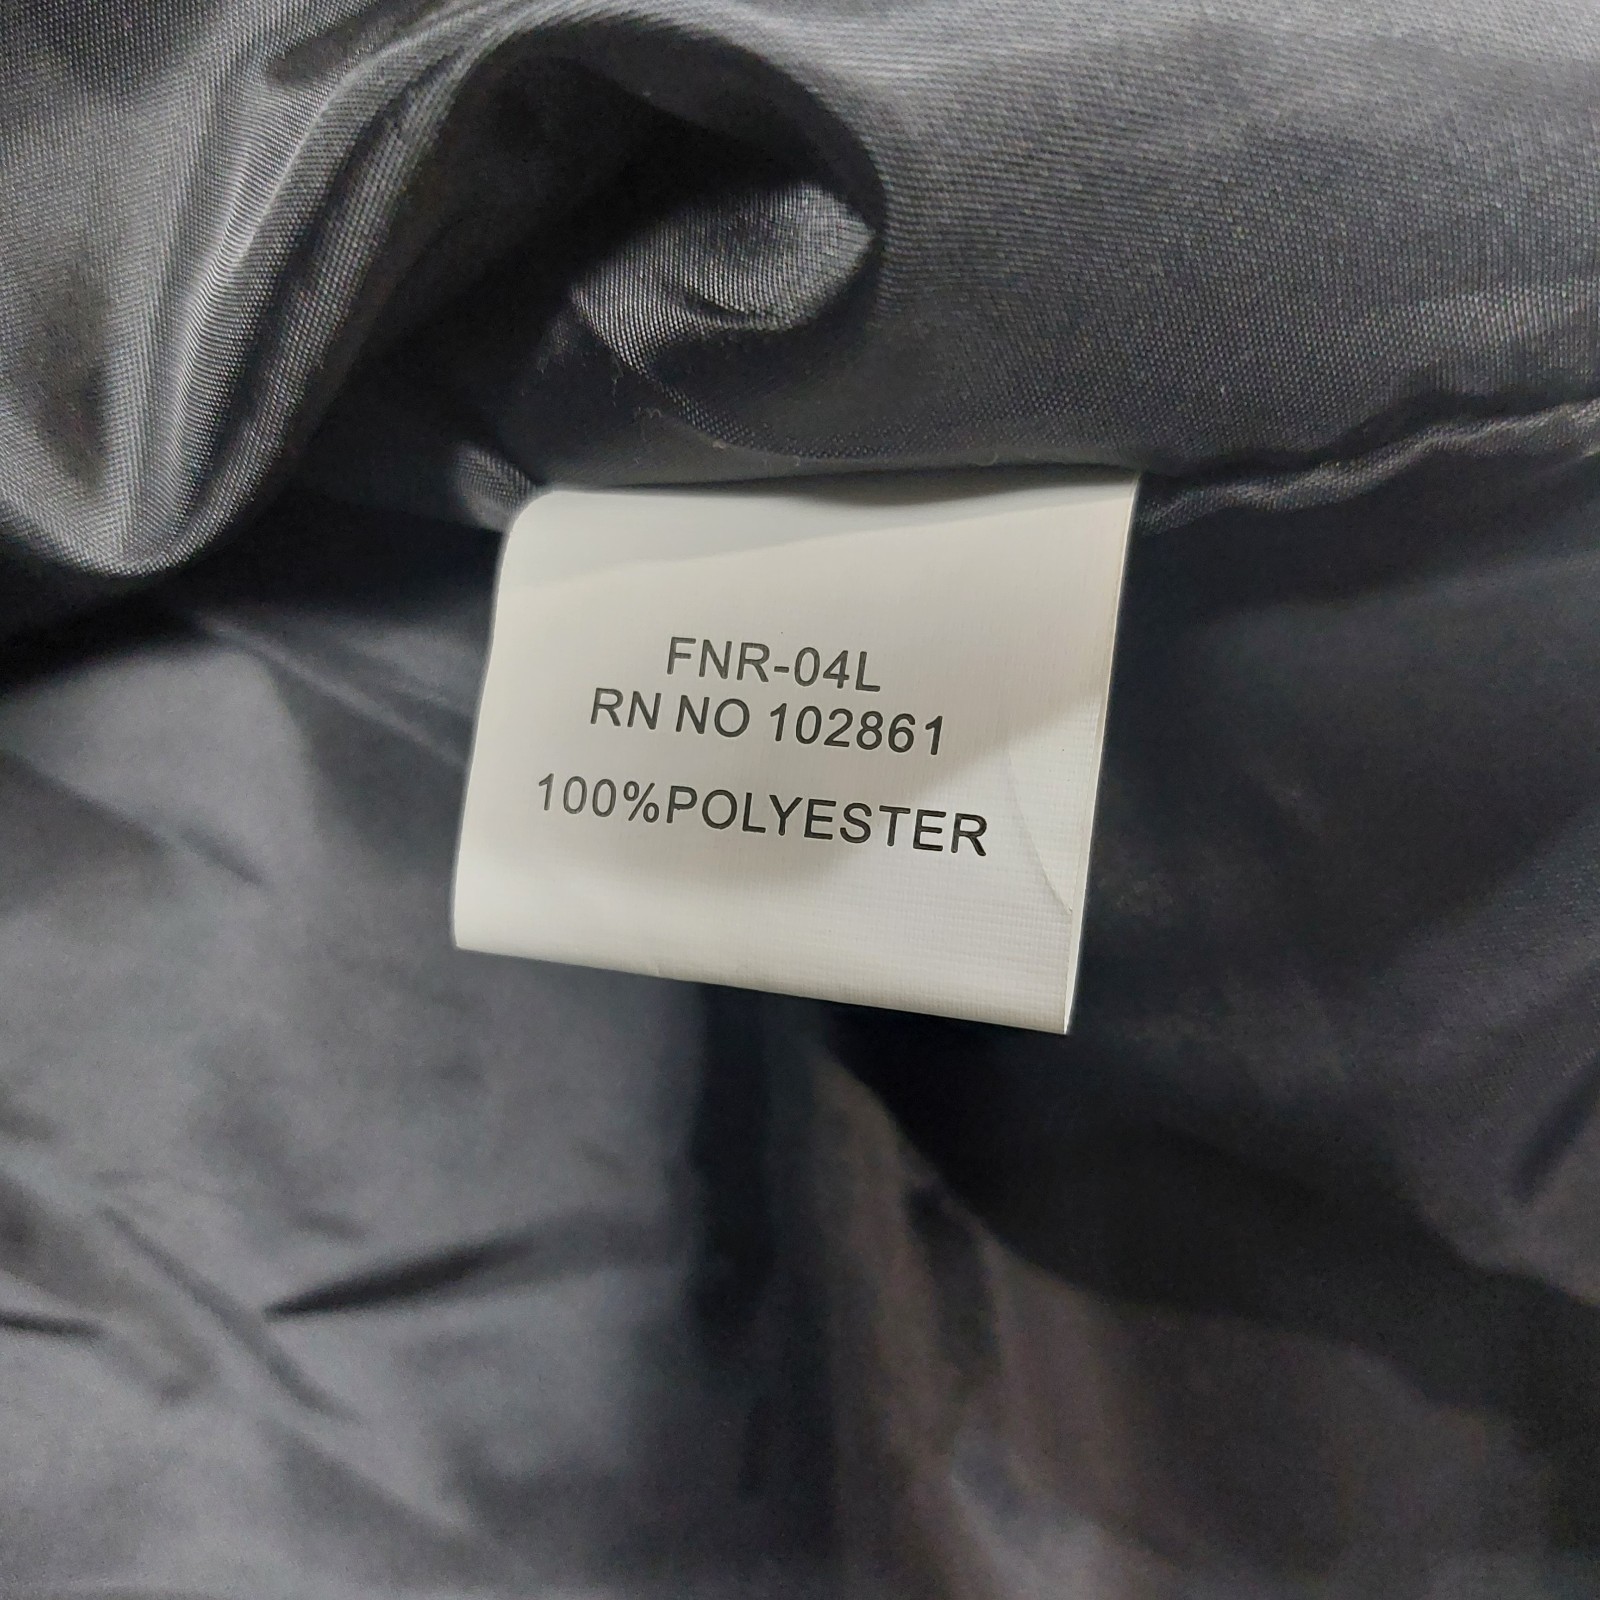 FNR-04L
RN NO 102861
100%POLYESTER